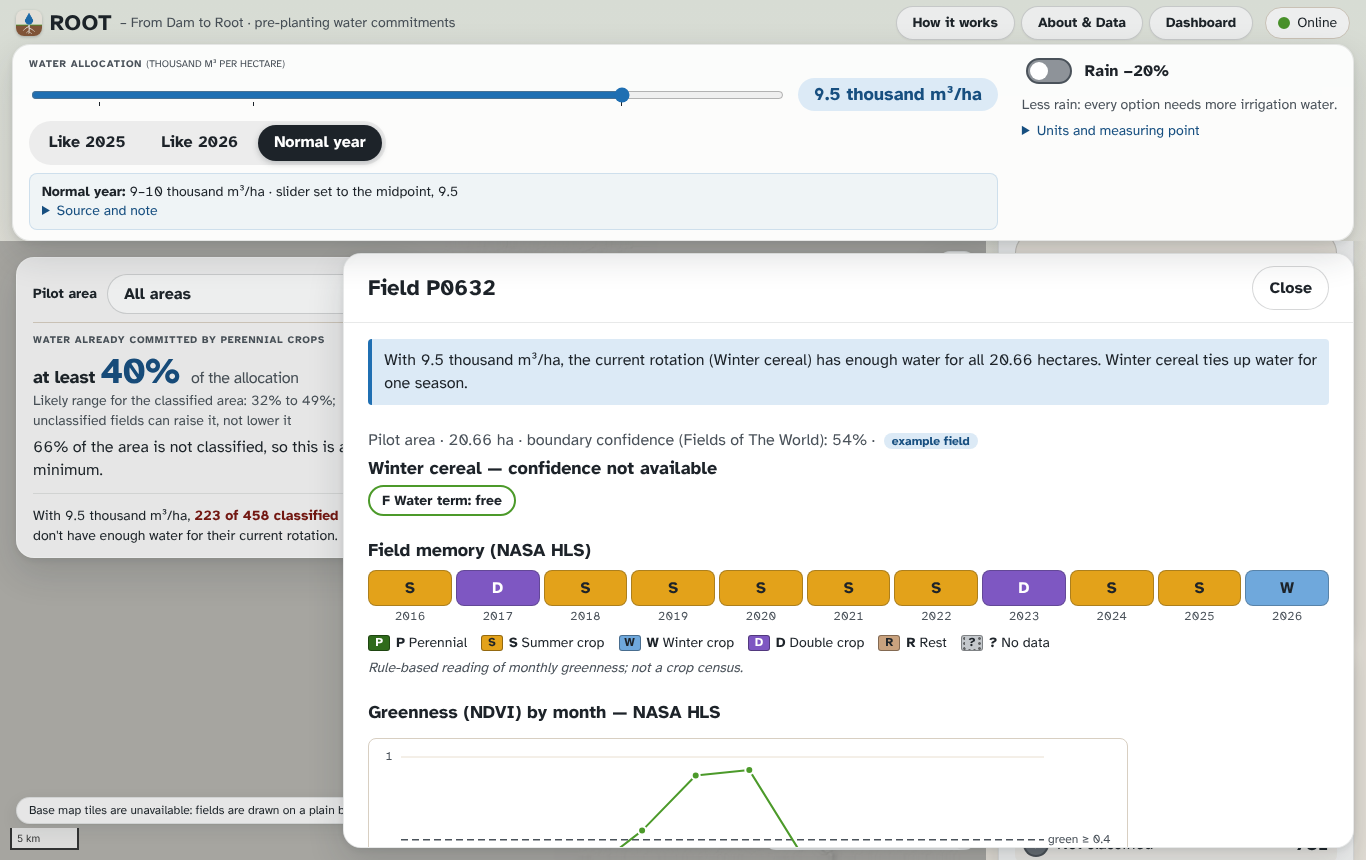 ROOT – From Dam to Root · pre-planting water commitments
How it works
About & Data
Dashboard
Online
WATER ALLOCATION (THOUSAND M³ PER HECTARE)
9.5 thousand m³/ha
Like 2025
Like 2026
Normal year
Normal year: 9–10 thousand m³/ha · slider set to the midpoint, 9.5
Source and note
Rain −20%
Less rain: every option needs more irrigation water.
Units and measuring point
Pilot area
All areas
WATER ALREADY COMMITTED BY PERENNIAL CROPS
at least 40% of the allocation
Likely range for the classified area: 32% to 49%;
unclassified fields can raise it, not lower it
66% of the area is not classified, so this is a
minimum.
With 9.5 thousand m³/ha, 223 of 458 classified
don't have enough water for their current rotation.
Base map tiles are unavailable: fields are drawn on a plain
5 km
Field P0632
Close
With 9.5 thousand m³/ha, the current rotation (Winter cereal) has enough water for all 20.66 hectares. Winter cereal ties up water for
one season.
Pilot area · 20.66 ha · boundary confidence (Fields of The World): 54% · example field
Winter cereal — confidence not available
F Water term: free
Field memory (NASA HLS)
S D S S S S S D S S W
2016 2017 2018 2019 2020 2021 2022 2023 2024 2025 2026
P P Perennial S S Summer crop W W Winter crop D D Double crop R R Rest ? ? No data
Rule-based reading of monthly greenness; not a crop census.
Greenness (NDVI) by month — NASA HLS
1
green ≥ 0.4